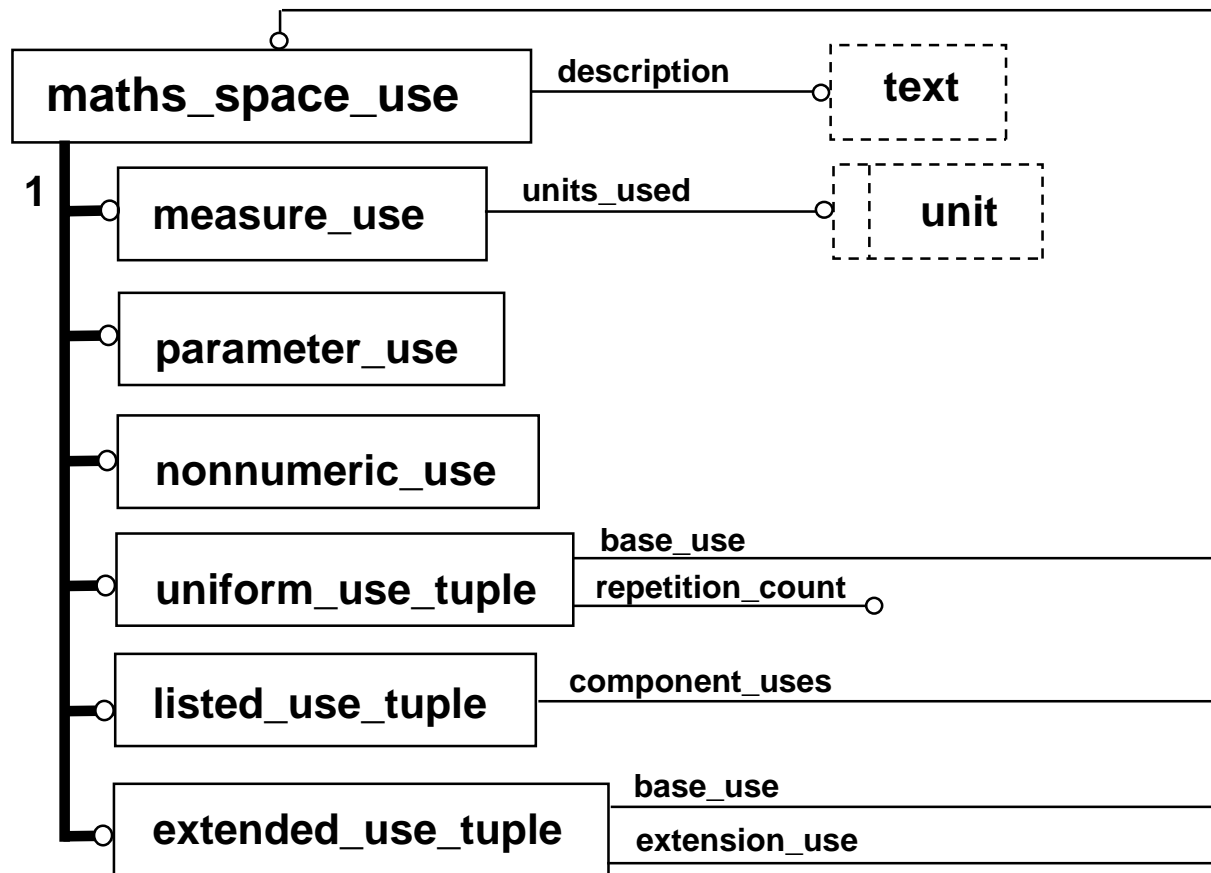 maths_space_use
description
text
1
measure_use
units_used
unit
parameter_use
nonnumeric_use
uniform_use_tuple
base_use
repetition_count
listed_use_tuple
component_uses
extended_use_tuple
base_use
extension_use